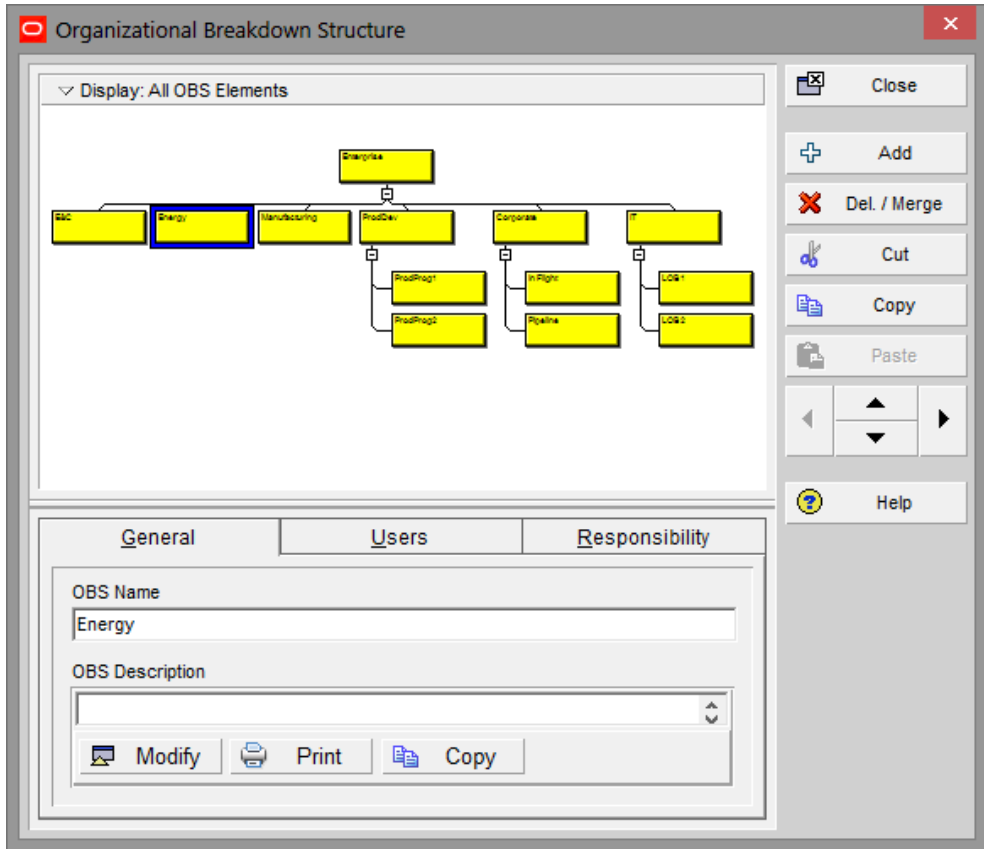 Organizational Breakdown Structure
Display: All OBS Elements
Close
Add
Del. / Merge
Cut
Copy
Paste
Help
Enterprise
E&C Energy Manufacturing ProdDev Corporate IT
ProdProg1 In Flight LOB1
ProdProg2 Pipeline LOB2
General Users Responsibility
OBS Name
Energy
OBS Description
Modify Print Copy